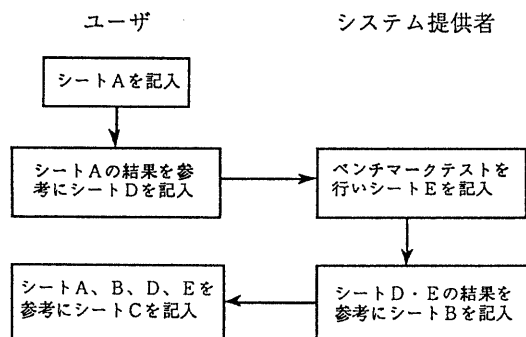 ユーザ
システム提供者
シートAを記入
シートAの結果を参
考にシートDを記入
ベンチマークテストを
行いシートEを記入
シートD・Eの結果を
参考にシートBを記入
シートA、B、D、Eを
参考にシートCを記入